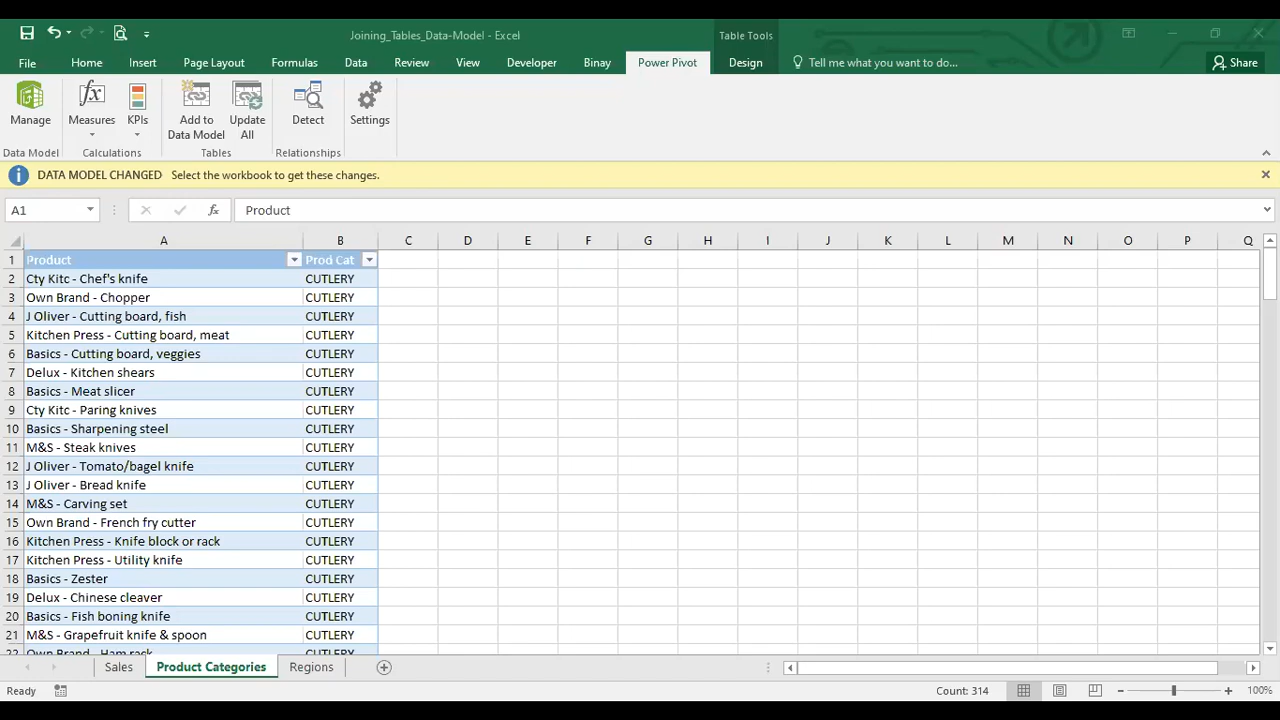 Joining_Tables_Data-Model - Excel
Table Tools
File Home Insert Page Layout Formulas Data Review View Developer Binay Power Pivot Design Tell me what you want to do... Share
Manage
Measures
KPIs
Add to
Data Model
Update
All
Detect
Settings
Data Model Calculations Tables Relationships
DATA MODEL CHANGED Select the workbook to get these changes.
A1 fx Product
A B C D E F G H I J K L M N O P Q
1 Product Prod Cat
2 Cty Kitc - Chef's knife CUTLERY
3 Own Brand - Chopper CUTLERY
4 J Oliver - Cutting board, fish CUTLERY
5 Kitchen Press - Cutting board, meat CUTLERY
6 Basics - Cutting board, veggies CUTLERY
7 Delux - Kitchen shears CUTLERY
8 Basics - Meat slicer CUTLERY
9 Cty Kitc - Paring knives CUTLERY
10 Basics - Sharpening steel CUTLERY
11 M&S - Steak knives CUTLERY
12 J Oliver - Tomato/bagel knife CUTLERY
13 J Oliver - Bread knife CUTLERY
14 M&S - Carving set CUTLERY
15 Own Brand - French fry cutter CUTLERY
16 Kitchen Press - Knife block or rack CUTLERY
17 Kitchen Press - Utility knife CUTLERY
18 Basics - Zester CUTLERY
19 Delux - Chinese cleaver CUTLERY
20 Basics - Fish boning knife CUTLERY
21 M&S - Grapefruit knife & spoon CUTLERY
22 Own Brand - Ham rack CUTLERY
Sales Product Categories Regions
Ready Count: 314 100%